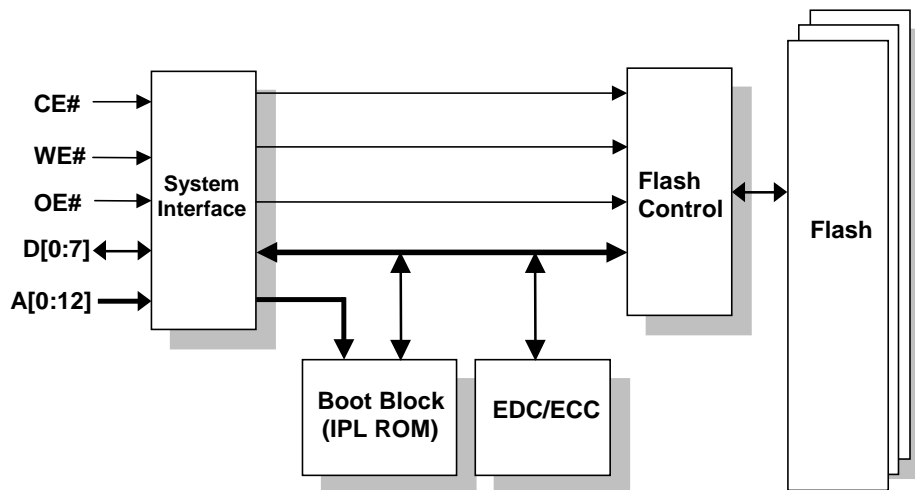 CE#
WE#
OE#
D[0:7]
A[0:12]
System
Interface
Boot Block
(IPL ROM)
EDC/ECC
Flash
Control
Flash